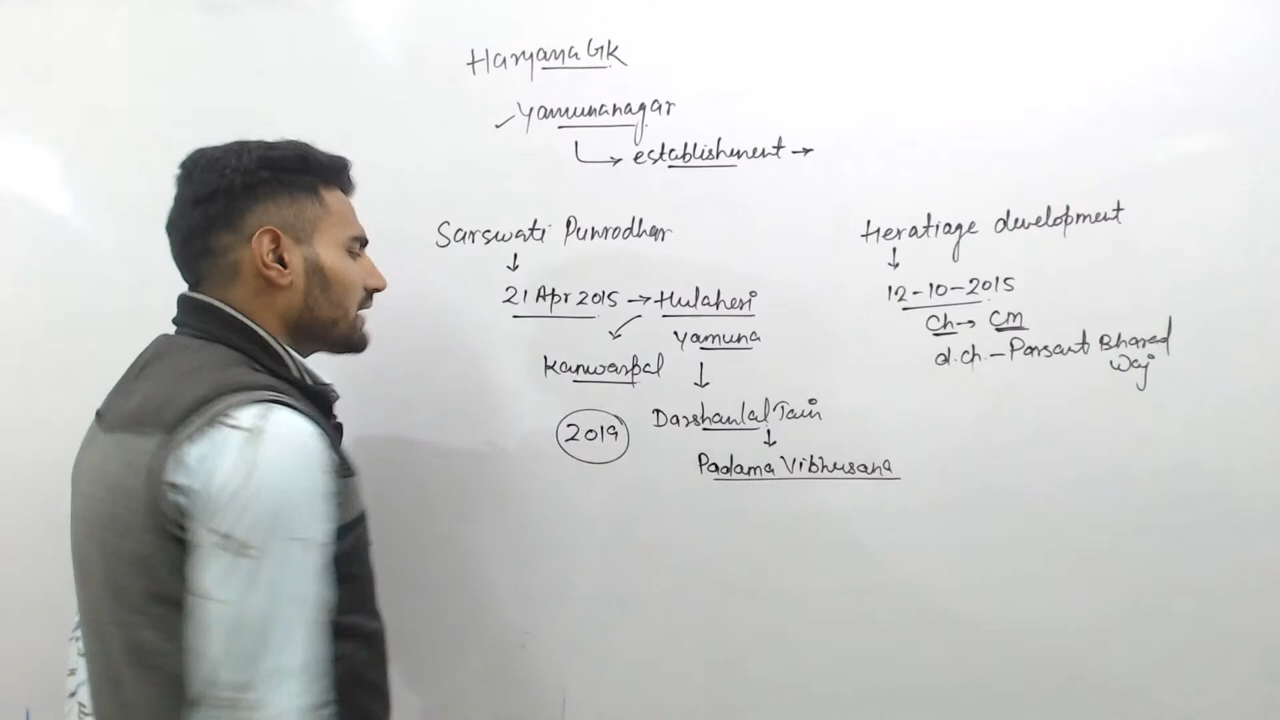 Haryana GK
✓ Yamunanagar
↳ establishment →
Sarswati Punrodhar
↓
21 Apr 2015 → Hulaheri
Yamuna
Kanwarpal
↓
2019
Darshanlal Jain
↓
Padama Vibhusana
Heratiage development
↓
12-10-2015
Ch → CM
d.ch. - Parsant Bharad
Waj